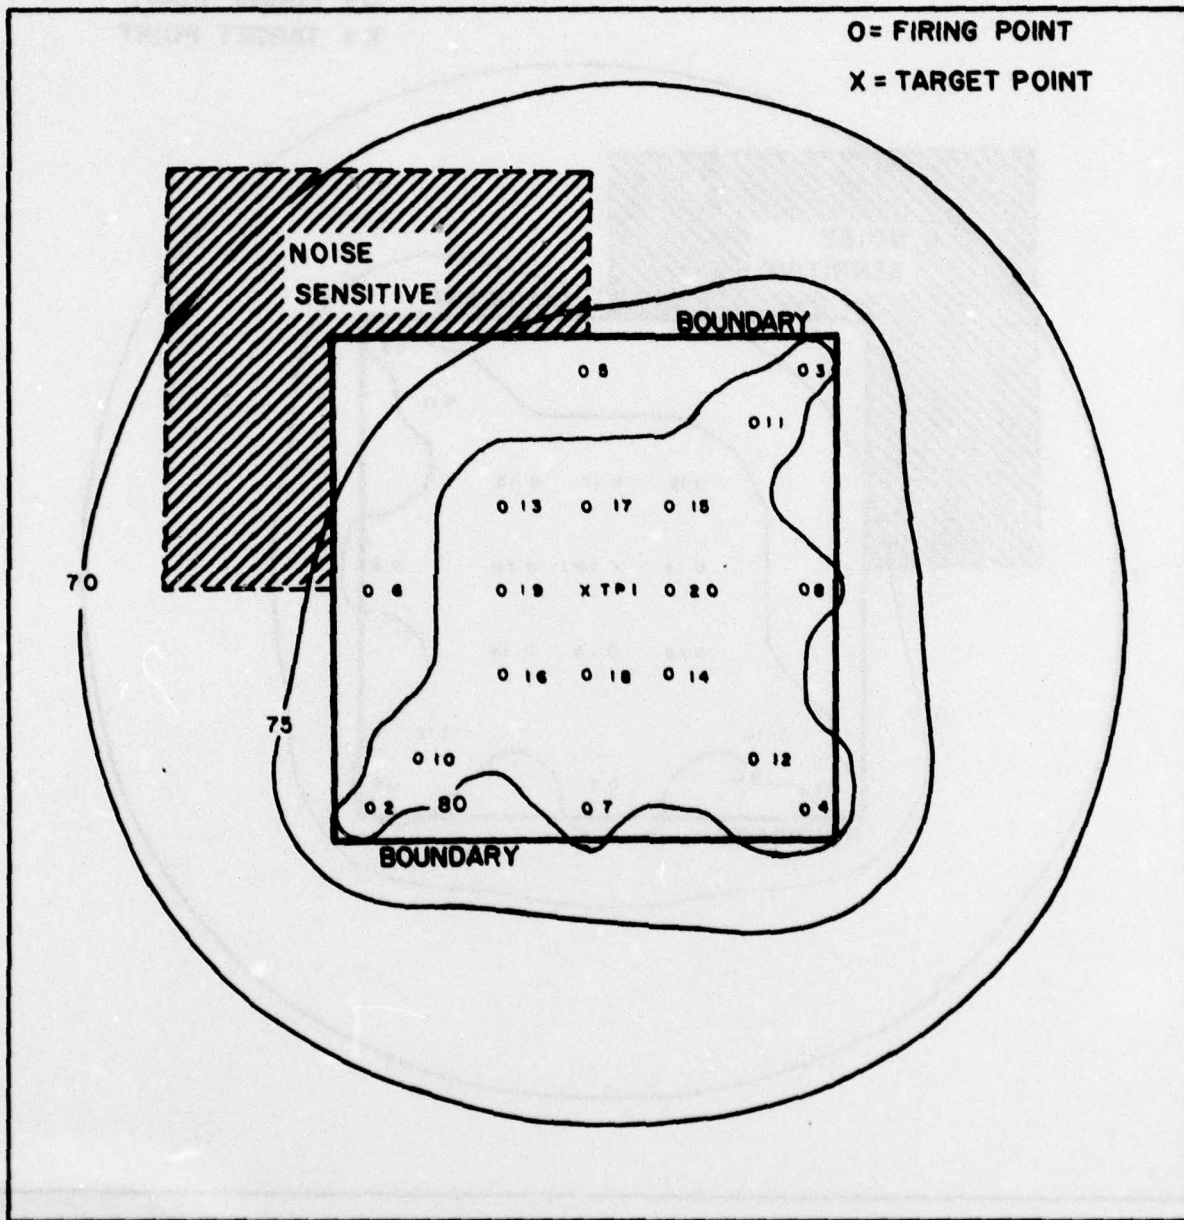 O = FIRING POINT
X = TARGET POINT
NOISE
SENSITIVE
BOUNDARY
O 5
O 3
O 11
O 13
O 17
O 15
70
O 6
O 19
X TP1
O 20
O 8
O 16
O 18
O 14
75
O 10
O 12
O 2
80
O 7
O 4
BOUNDARY